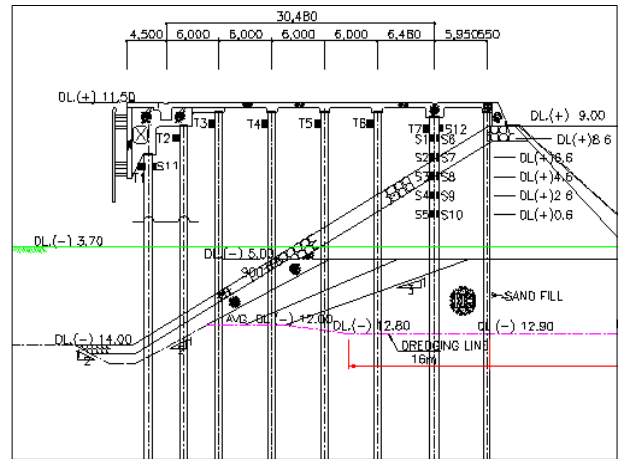 30,480
4,500 6,000 6,000 6,000 6,000 6,480 5,950 550
DL.(+) 11.50
T3 T4 T5 T6 T7 S12
DL.(+) 9.00
T2 S1 S6
DL(+)8.6
T1 S11 S2 S7
DL(+)6.6
S3 S8
DL(+)4.6
S4 S9
DL(+)2.6
S5 S10
DL(+)0.6
DL.(-) 3.70
DL.(-) 5.00
900
SAND FILL
AVG. DL.(-) 12.00
DL.(-) 12.80
DL.(-) 12.90
DL.(-) 14.00
DREDGING LINE
16m